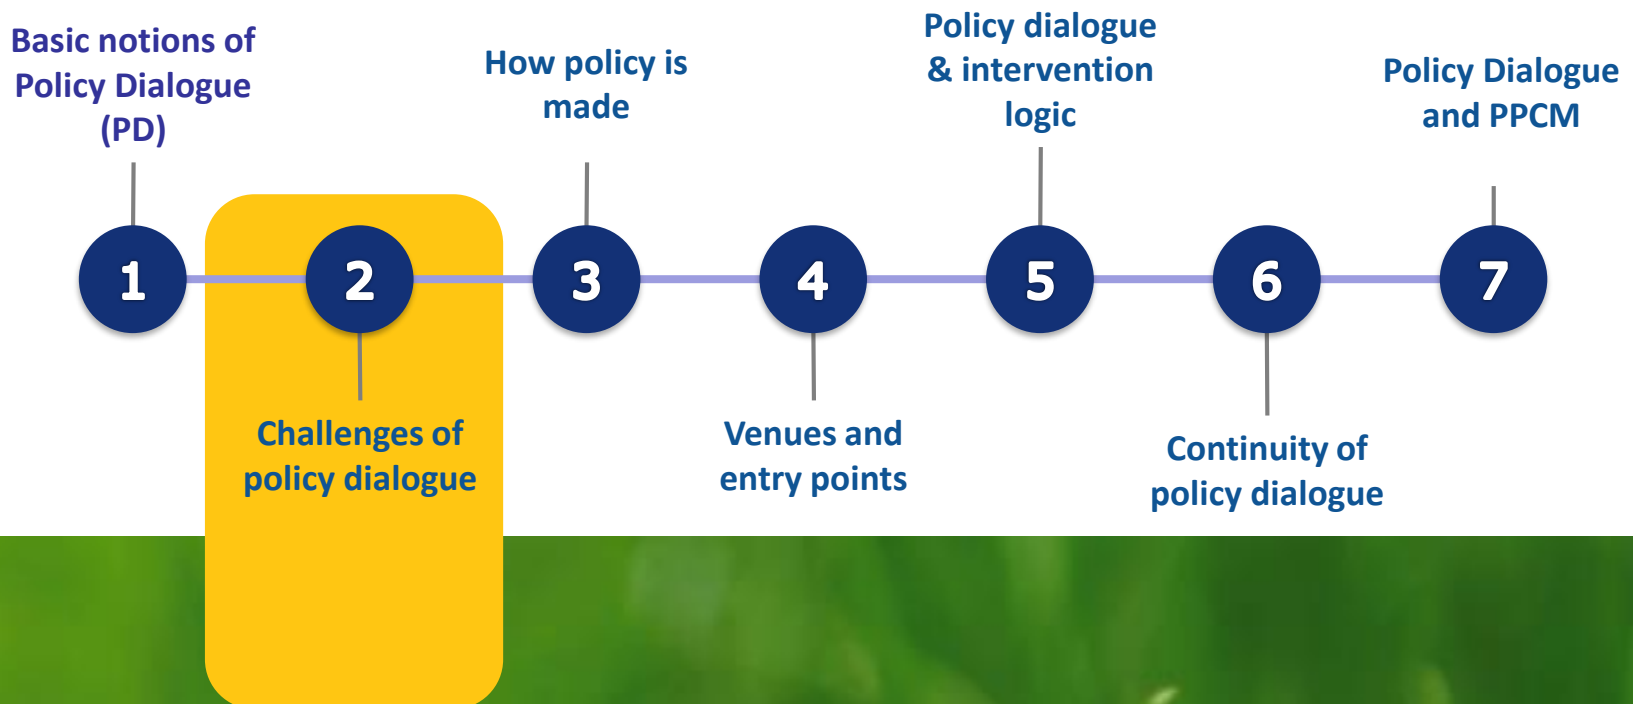 Basic notions of
Policy Dialogue
(PD)
How policy is
made
Policy dialogue
& intervention
logic
Policy Dialogue
and PPCM
1
2
3
4
5
6
7
Challenges of
policy dialogue
Venues and
entry points
Continuity of
policy dialogue